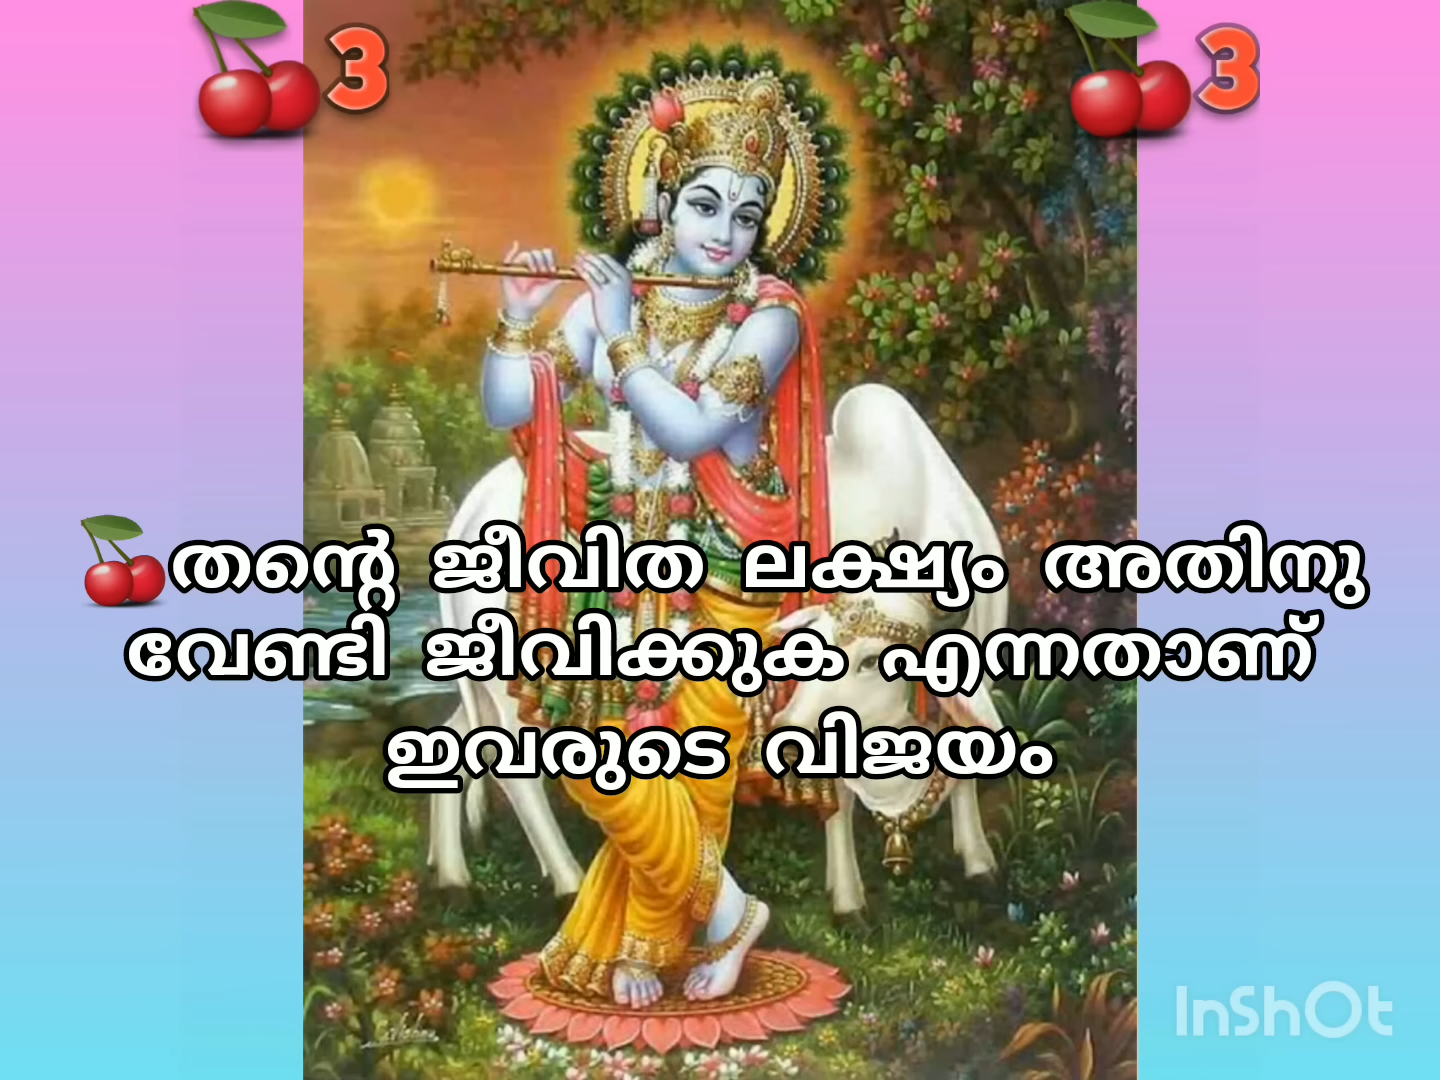 3 3
തന്റെ ജീവിത ലക്ഷ്യം അതിനു
വേണ്ടി ജീവിക്കുക എന്നതാണ്
ഇവരുടെ വിജയം
InShOt